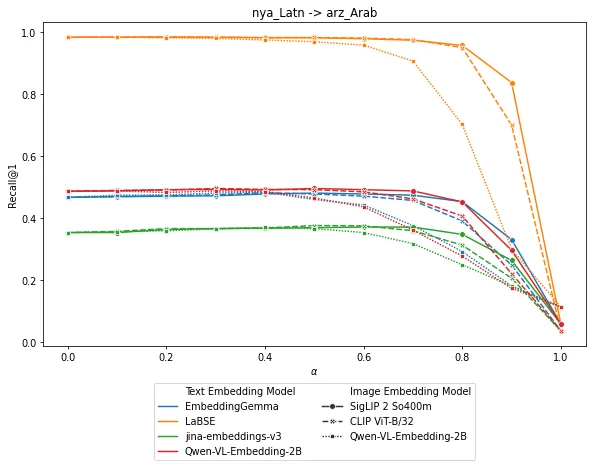 nya_Latn -> arz_Arab
Recall@1
1.0
0.8
0.6
0.4
0.2
0.0
0.0 0.2 0.4 0.6 0.8 1.0
α
Text Embedding Model
EmbeddingGemma
LaBSE
jina-embeddings-v3
Qwen-VL-Embedding-2B
Image Embedding Model
SigLIP 2 So400m
CLIP ViT-B/32
Qwen-VL-Embedding-2B